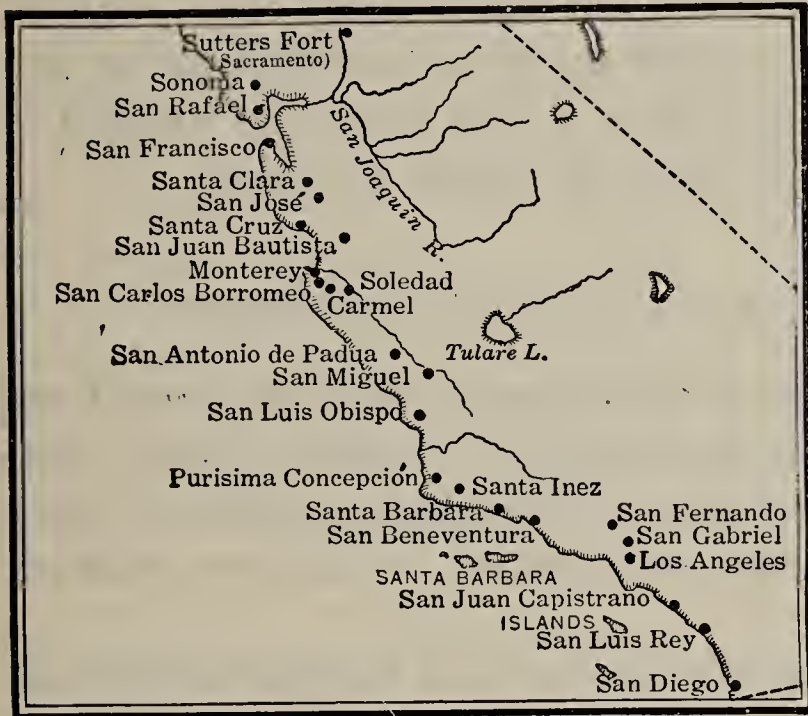 Sutters Fort
(Sacramento)
Sonoma
San Rafael
San Joaquin R.
San Francisco
Santa Clara
San José
Santa Cruz
San Juan Bautista
Monterey
Soledad
San Carlos Borromeo
Carmel
San Antonio de Padua
Tulare L.
San Miguel
San Luis Obispo
Purisima Concepción
Santa Inez
Santa Barbara
San Fernando
San Beneventura
San Gabriel
Los Angeles
SANTA BARBARA
San Juan Capistrano
ISLANDS
San Luis Rey
San Diego